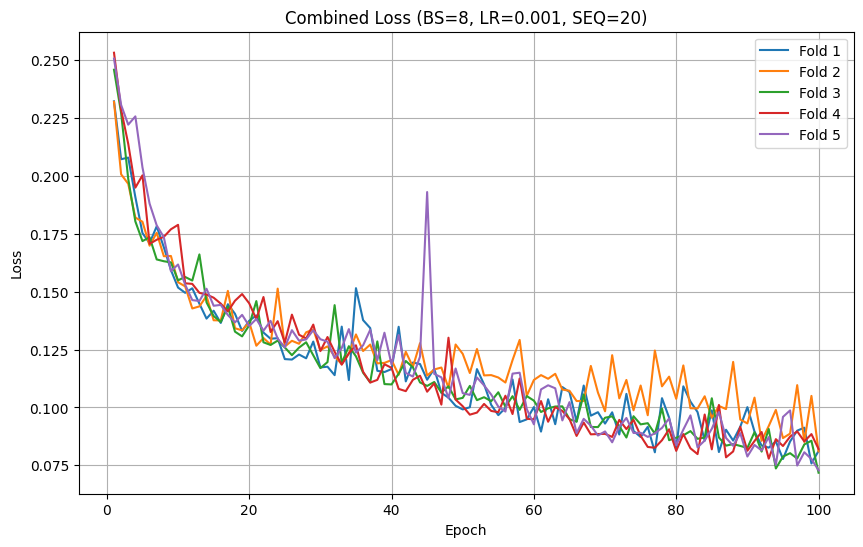 Combined Loss (BS=8, LR=0.001, SEQ=20)
Fold 1
Fold 2
Fold 3
Fold 4
Fold 5
0.250
0.225
0.200
0.175
0.150
0.125
0.100
0.075
Loss
0 20 40 60 80 100
Epoch